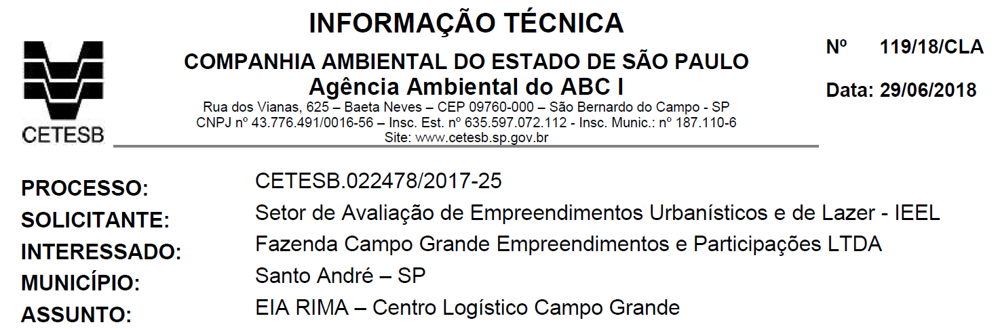 INFORMAÇÃO TÉCNICA
COMPANHIA AMBIENTAL DO ESTADO DE SÃO PAULO
Agência Ambiental do ABC I
Rua dos Vianas, 625 – Baeta Neves – CEP 09760-000 – São Bernardo do Campo - SP
CNPJ nº 43.776.491/0016-56 – Insc. Est. nº 635.597.072.112 - Insc. Munic.: nº 187.110-6
Site: www.cetesb.sp.gov.br
Nº 119/18/CLA
Data: 29/06/2018
CETESB
PROCESSO: CETESB.022478/2017-25
SOLICITANTE: Setor de Avaliação de Empreendimentos Urbanísticos e de Lazer - IEEL
INTERESSADO: Fazenda Campo Grande Empreendimentos e Participações LTDA
MUNICÍPIO: Santo André – SP
ASSUNTO: EIA RIMA – Centro Logístico Campo Grande